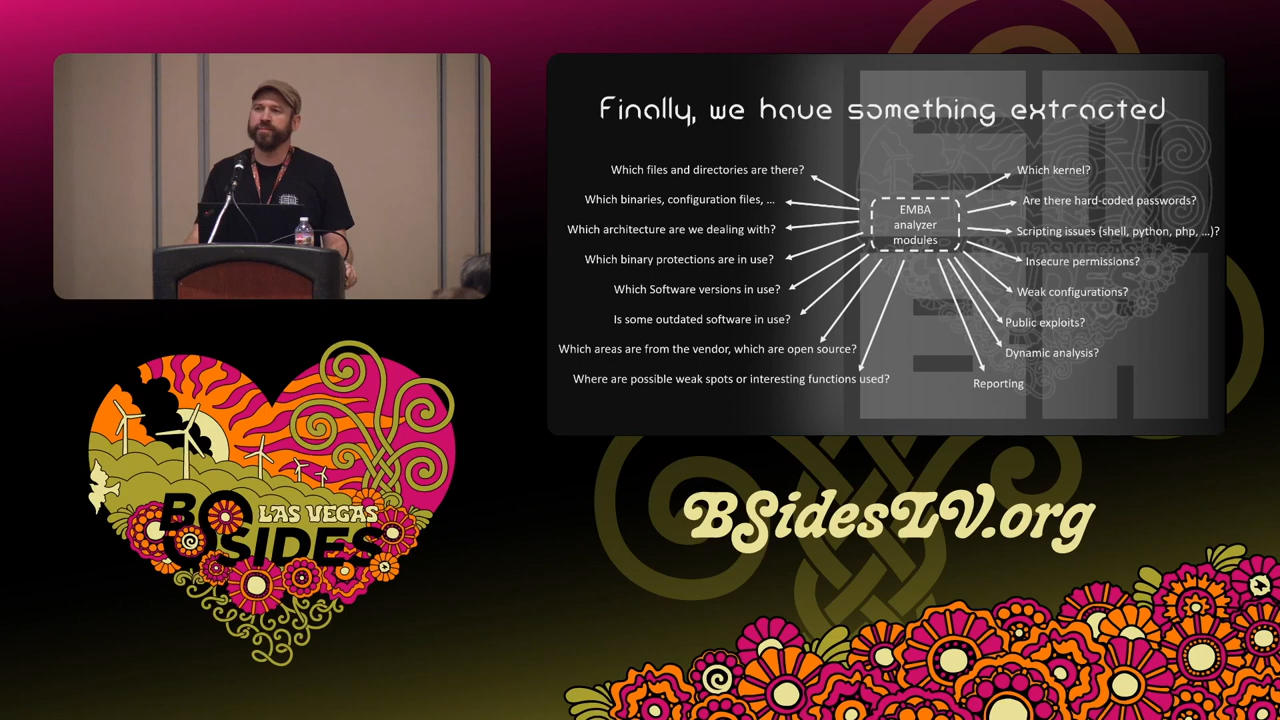 Finally, we have something extracted
Which files and directories are there?
Which binaries, configuration files, ...
Which architecture are we dealing with?
Which binary protections are in use?
Which Software versions in use?
Is some outdated software in use?
Which areas are from the vendor, which are open source?
Where are possible weak spots or interesting functions used?
EMBA
analyzer
modules
Which kernel?
Are there hard-coded passwords?
Scripting issues (shell, python, php, ...)?
Insecure permissions?
Weak configurations?
Public exploits?
Dynamic analysis?
Reporting
LAS VEGAS
BSIDES
23
BSidesLV.org